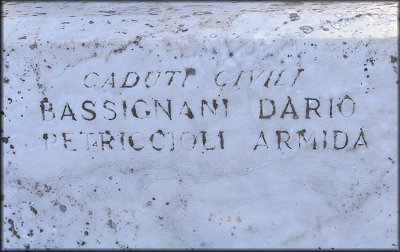 CADUTI CIVILI
BASSIGNANI DARIO
PETRICCIOLI ARMIDA